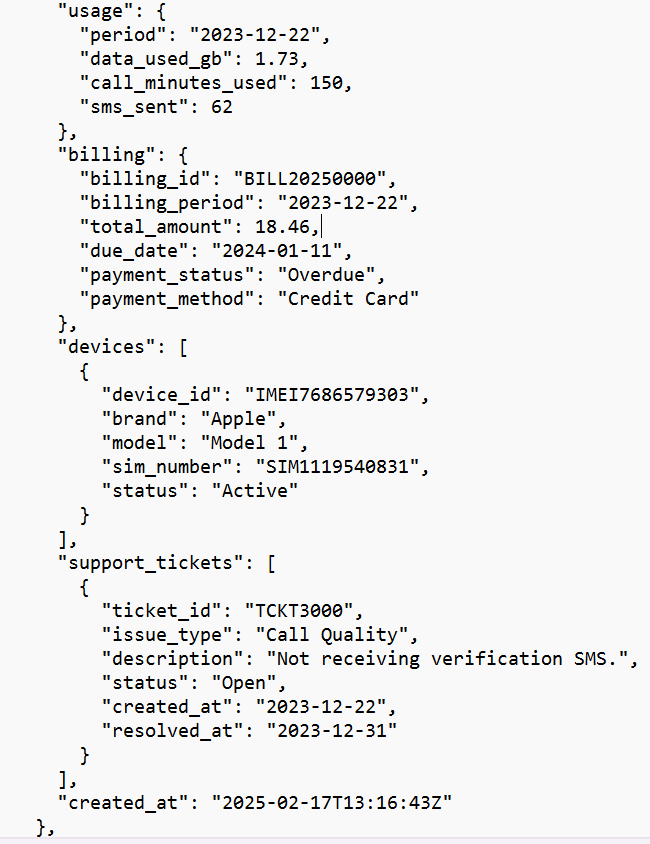 "usage": {
"period": "2023-12-22",
"data_used_gb": 1.73,
"call_minutes_used": 150,
"sms_sent": 62
},
"billing": {
"billing_id": "BILL20250000",
"billing_period": "2023-12-22",
"total_amount": 18.46,
"due_date": "2024-01-11",
"payment_status": "Overdue",
"payment_method": "Credit Card"
},
"devices": [
{
"device_id": "IMEI7686579303",
"brand": "Apple",
"model": "Model 1",
"sim_number": "SIM1119540831",
"status": "Active"
}
],
"support_tickets": [
{
"ticket_id": "TCKT3000",
"issue_type": "Call Quality",
"description": "Not receiving verification SMS.",
"status": "Open",
"created_at": "2023-12-22",
"resolved_at": "2023-12-31"
}
],
"created_at": "2025-02-17T13:16:43Z"
},